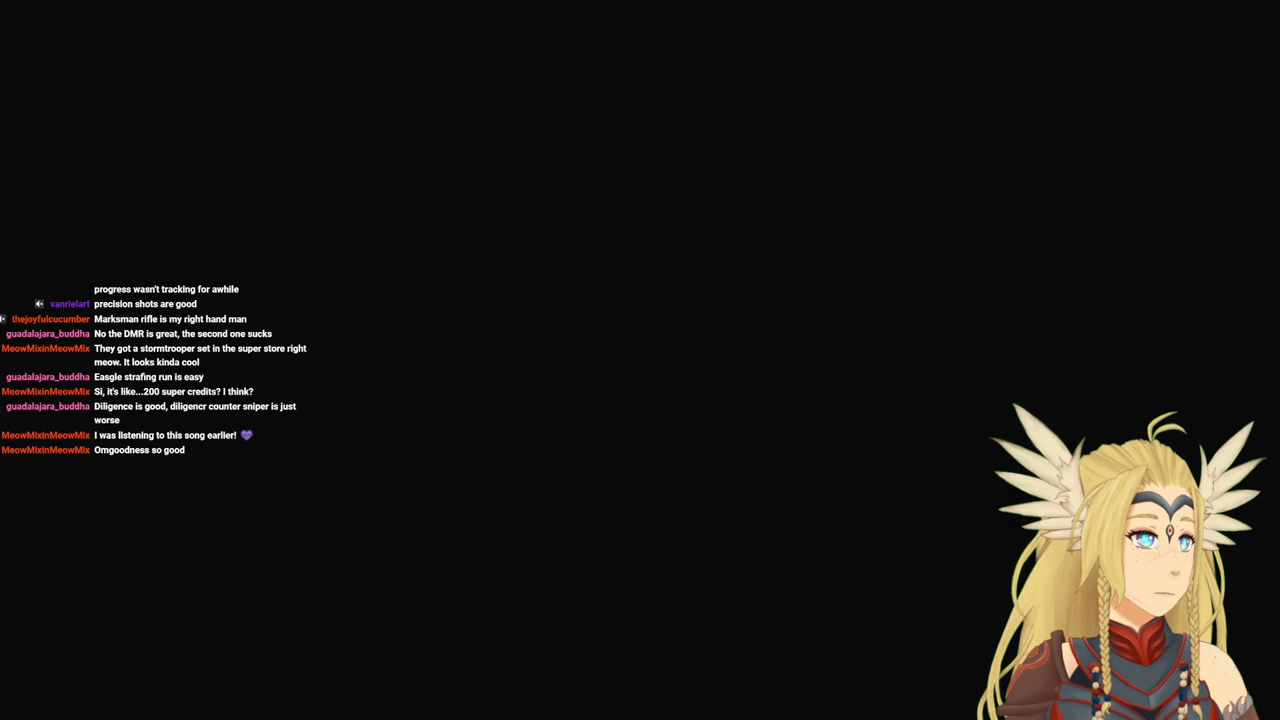 progress wasn't tracking for awhile
vanrielart precision shots are good
thejoyfulcucumber Marksman rifle is my right hand man
guadalajara_buddha No the DMR is great, the second one sucks
MeowMixinMeowMix They got a stormtrooper set in the super store right
meow. It looks kinda cool
guadalajara_buddha Easgle strafing run is easy
MeowMixinMeowMix Si, it's like...200 super credits? I think?
guadalajara_buddha Diligence is good, diligencr counter sniper is just
worse
MeowMixinMeowMix I was listening to this song earlier! 💜
MeowMixinMeowMix Omgoodness so good